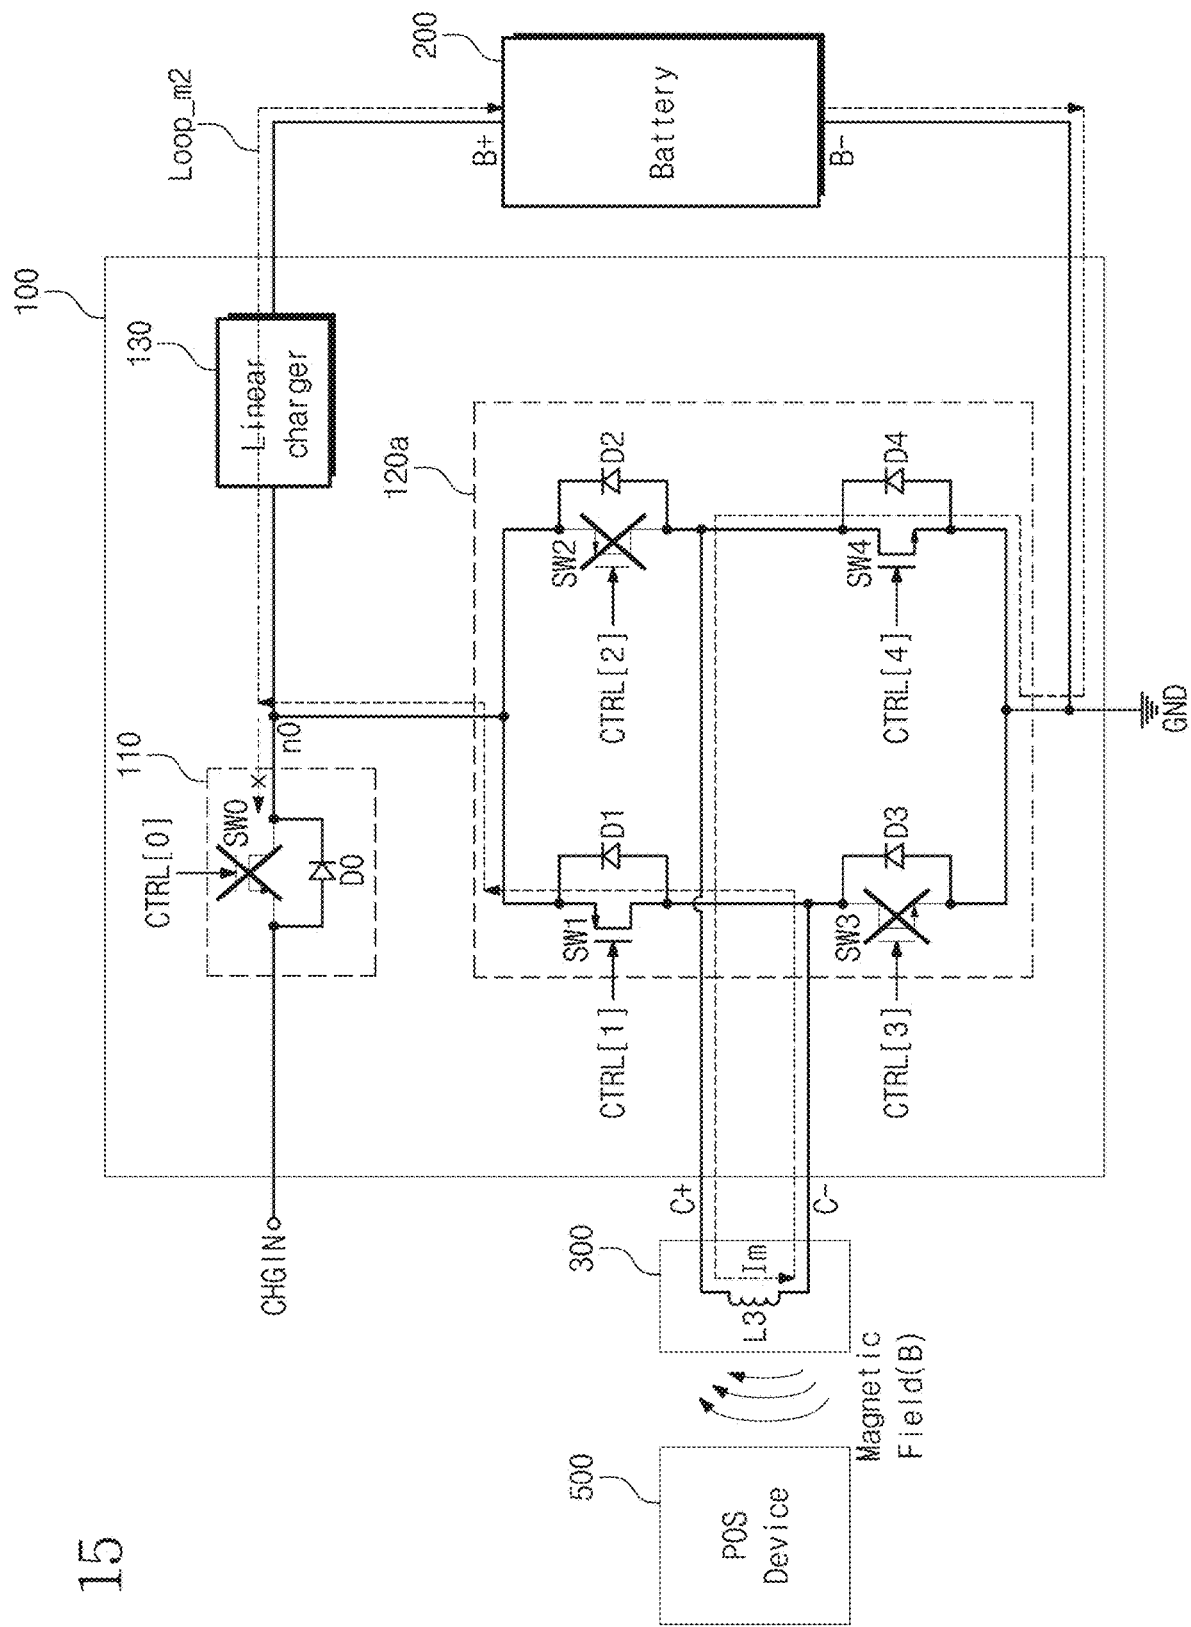 15
100
CTRL[0]
110
SW0
D0
n0
CHGIN
130
Linear
charger
Loop_m2
200
B+
Battery
B-
120a
CTRL[1]
SW1
D1
CTRL[2]
SW2
D2
CTRL[3]
SW3
D3
CTRL[4]
SW4
D4
GND
500
POS
Device
Magnetic
Field(B)
300
L3
Im
C+
C-